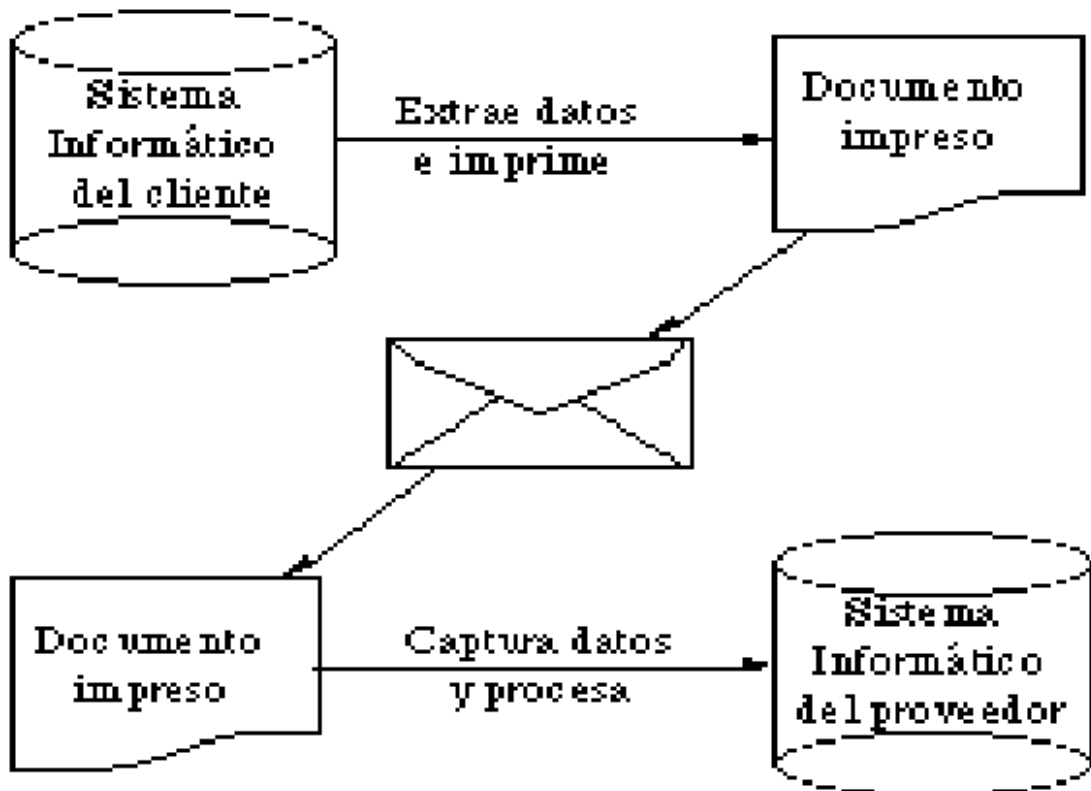 Sistema
Informático
del cliente
Extrae datos
e imprime
Documento
impreso
Documento
impreso
Captura datos
y procesa
Sistema
Informático
del proveedor